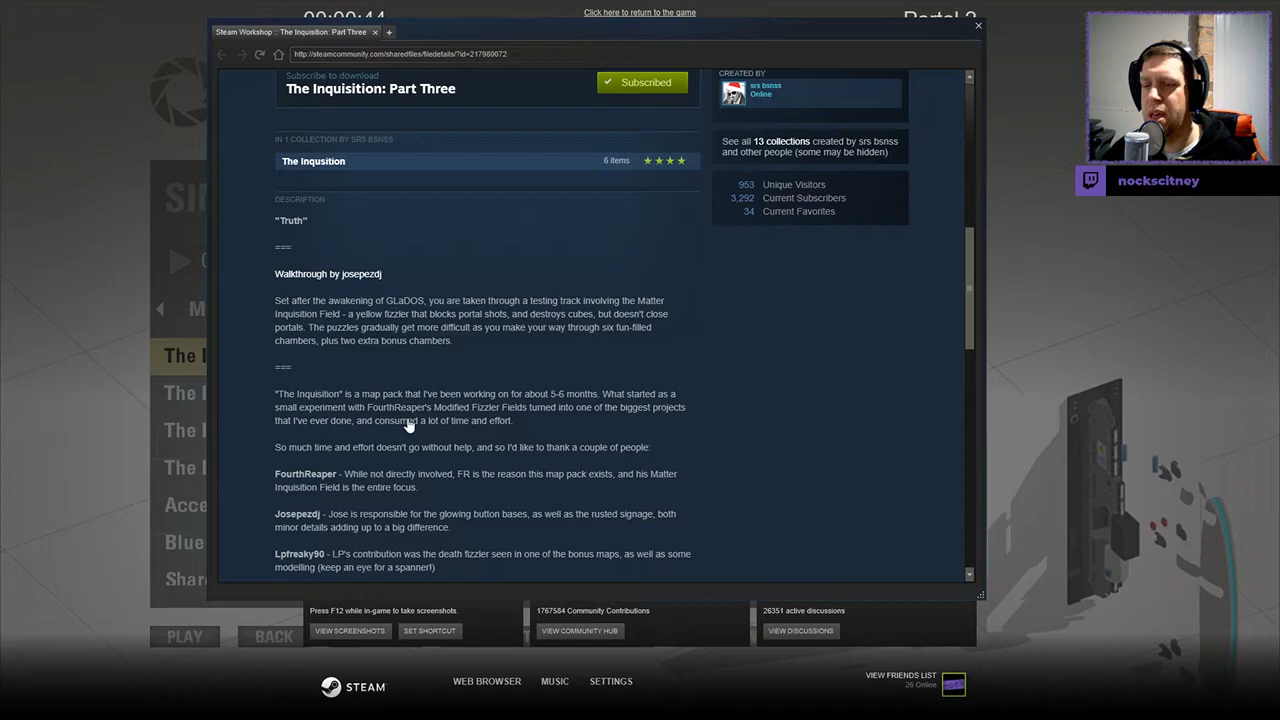 00:00:44
Click here to return to the game
Portal 2
Steam Workshop :: The Inquisition: Part Three
http://steamcommunity.com/sharedfiles/filedetails/?id=217980072
Subscribe to download
The Inquisition: Part Three
Subscribed
IN 1 COLLECTION BY SRS BSNSS
The Inqusition
6 items
DESCRIPTION
"Truth"
===
Walkthrough by josepezdj
Set after the awakening of GLaDOS, you are taken through a testing track involving the Matter
Inquisition Field - a yellow fizzler that blocks portal shots, and destroys cubes, but doesn't close
portals. The puzzles gradually get more difficult as you make your way through six fun-filled
chambers, plus two extra bonus chambers.
===
"The Inquisition" is a map pack that I've been working on for about 5-6 months. What started as a
small experiment with FourthReaper's Modified Fizzler Fields turned into one of the biggest projects
that I've ever done, and consumed a lot of time and effort.
So much time and effort doesn't go without help, and so I'd like to thank a couple of people:
FourthReaper - While not directly involved, FR is the reason this map pack exists, and his Matter
Inquisition Field is the entire focus.
Josepezdj - Jose is responsible for the glowing button bases, as well as the rusted signage, both
minor details adding up to a big difference.
Lpfreaky90 - LP's contribution was the death fizzler seen in one of the bonus maps, as well as some
modelling (keep an eye for a spanner!)
CREATED BY
srs bsnss
Online
See all 13 collections created by srs bsnss
and other people (some may be hidden)
953 Unique Visitors
3,292 Current Subscribers
34 Current Favorites
nockscitney
SIN
M
The I
The
The
The I
Acce
Blue
Shar
PLAY
BACK
Press F12 while in-game to take screenshots.
VIEW SCREENSHOTS
SET SHORTCUT
1767584 Community Contributions
VIEW COMMUNITY HUB
26351 active discussions
VIEW DISCUSSIONS
STEAM
WEB BROWSER
MUSIC
SETTINGS
VIEW FRIENDS LIST
26 Online